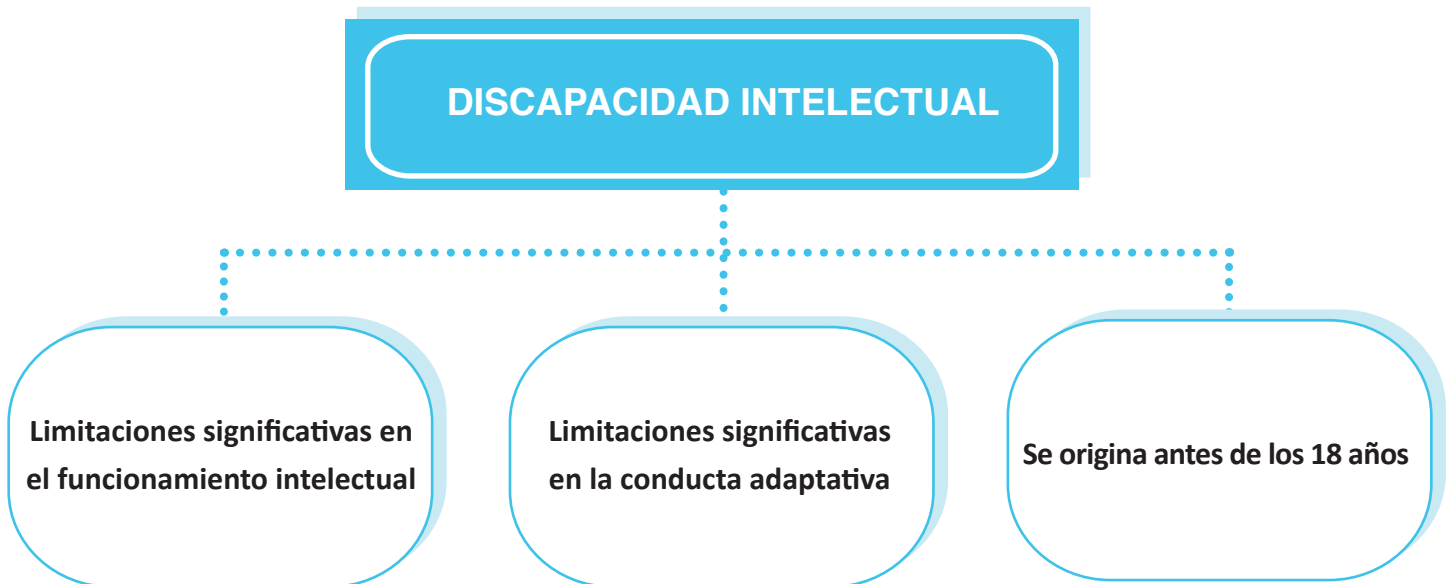 DISCAPACIDAD INTELECTUAL
Limitaciones significativas en
el funcionamiento intelectual
Limitaciones significativas
en la conducta adaptativa
Se origina antes de los 18 años